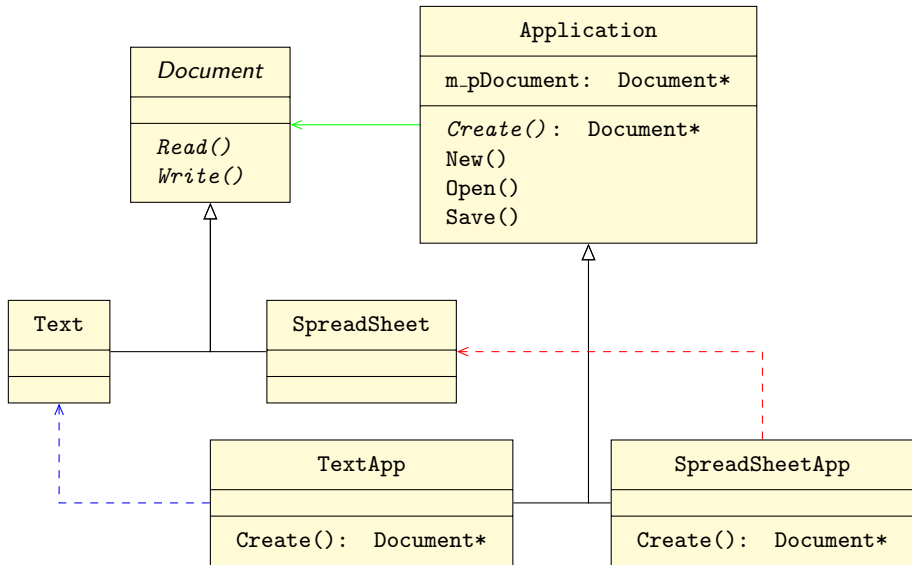 Document
Read()
Write()
Application
m_pDocument: Document*
Create(): Document*
New()
Open()
Save()
Text
SpreadSheet
TextApp
Create(): Document*
SpreadSheetApp
Create(): Document*